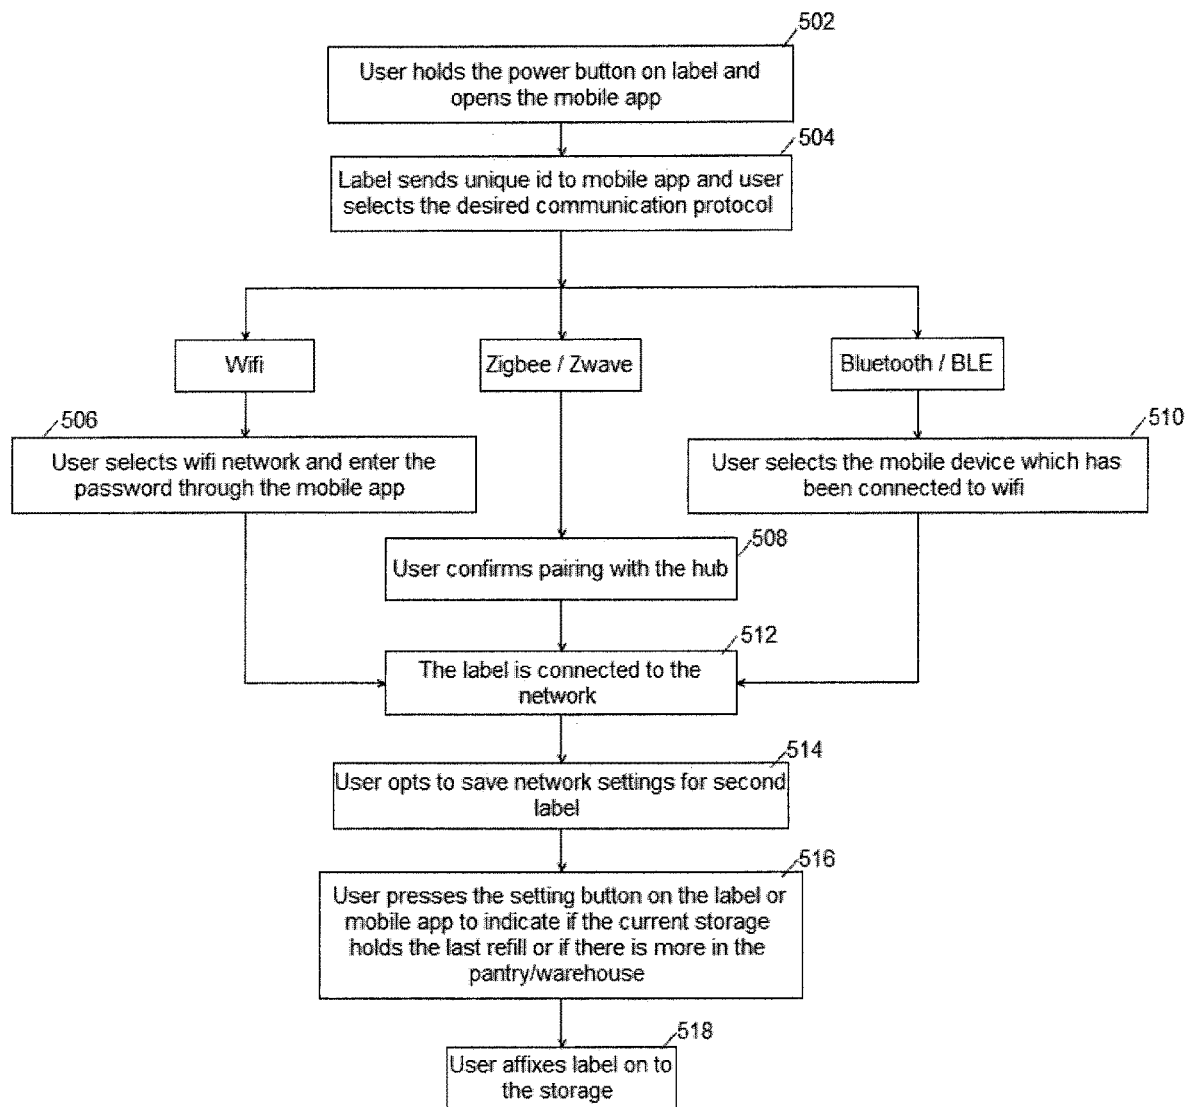 502
User holds the power button on label and
opens the mobile app
504
Label sends unique id to mobile app and user
selects the desired communication protocol
Wifi
Zigbee / Zwave
Bluetooth / BLE
506
User selects wifi network and enter the
password through the mobile app
510
User selects the mobile device which has
been connected to wifi
508
User confirms pairing with the hub
512
The label is connected to the
network
514
User opts to save network settings for second
label
516
User presses the setting button on the label or
mobile app to indicate if the current storage
holds the last refill or if there is more in the
pantry/warehouse
518
User affixes label on to
the storage